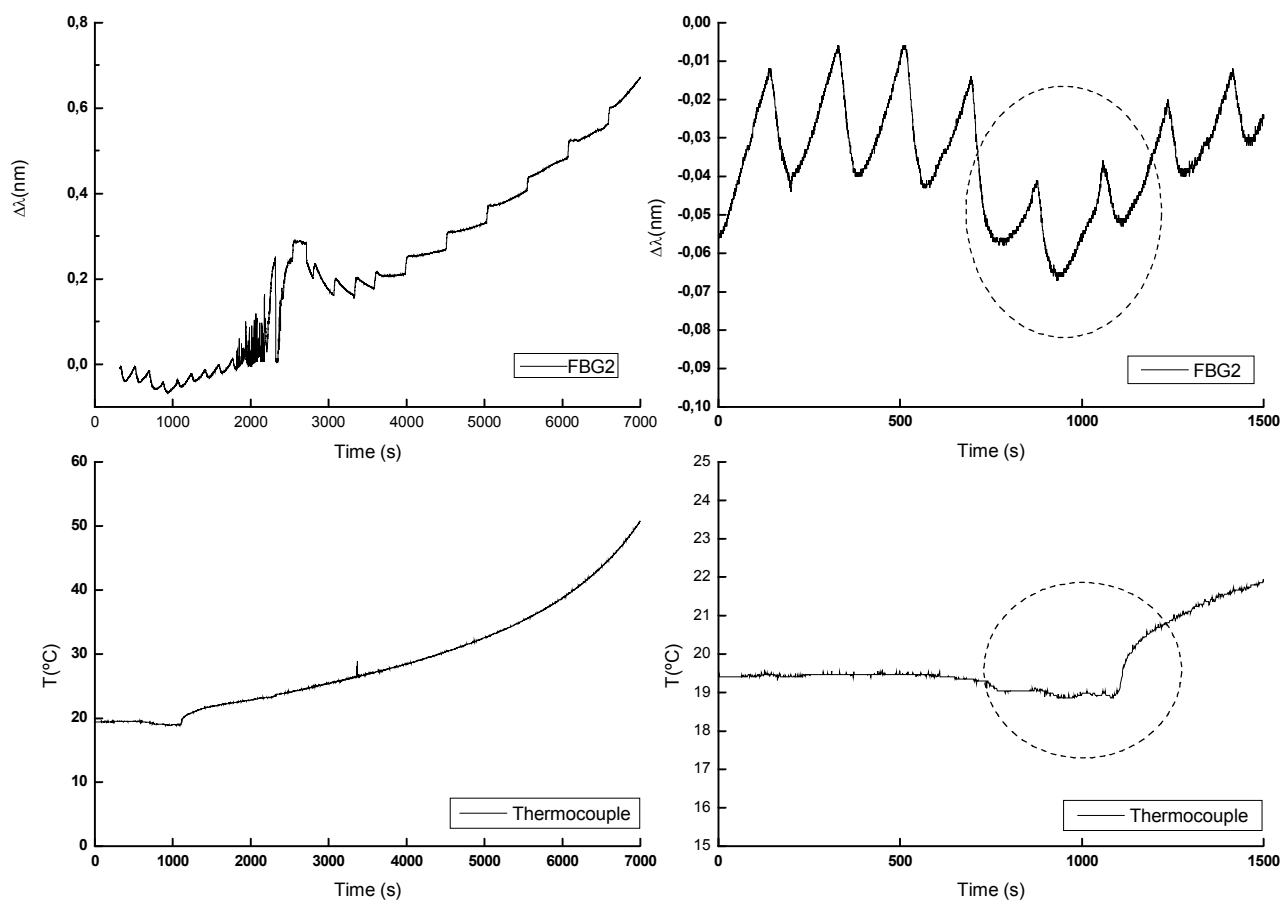 0,8
0,6
0,4
0,2
0,0
Δλ(nm)
0 1000 2000 3000 4000 5000 6000 7000
Time (s)
FBG2
0,00
-0,01
-0,02
-0,03
-0,04
-0,05
-0,06
-0,07
-0,08
-0,09
-0,10
Δλ(nm)
0 500 1000 1500
Time (s)
FBG2
60
50
40
30
20
10
0
T(ºC)
0 1000 2000 3000 4000 5000 6000 7000
Time (s)
Thermocouple
25
24
23
22
21
20
19
18
17
16
15
T(ºC)
0 500 1000 1500
Time (s)
Thermocouple